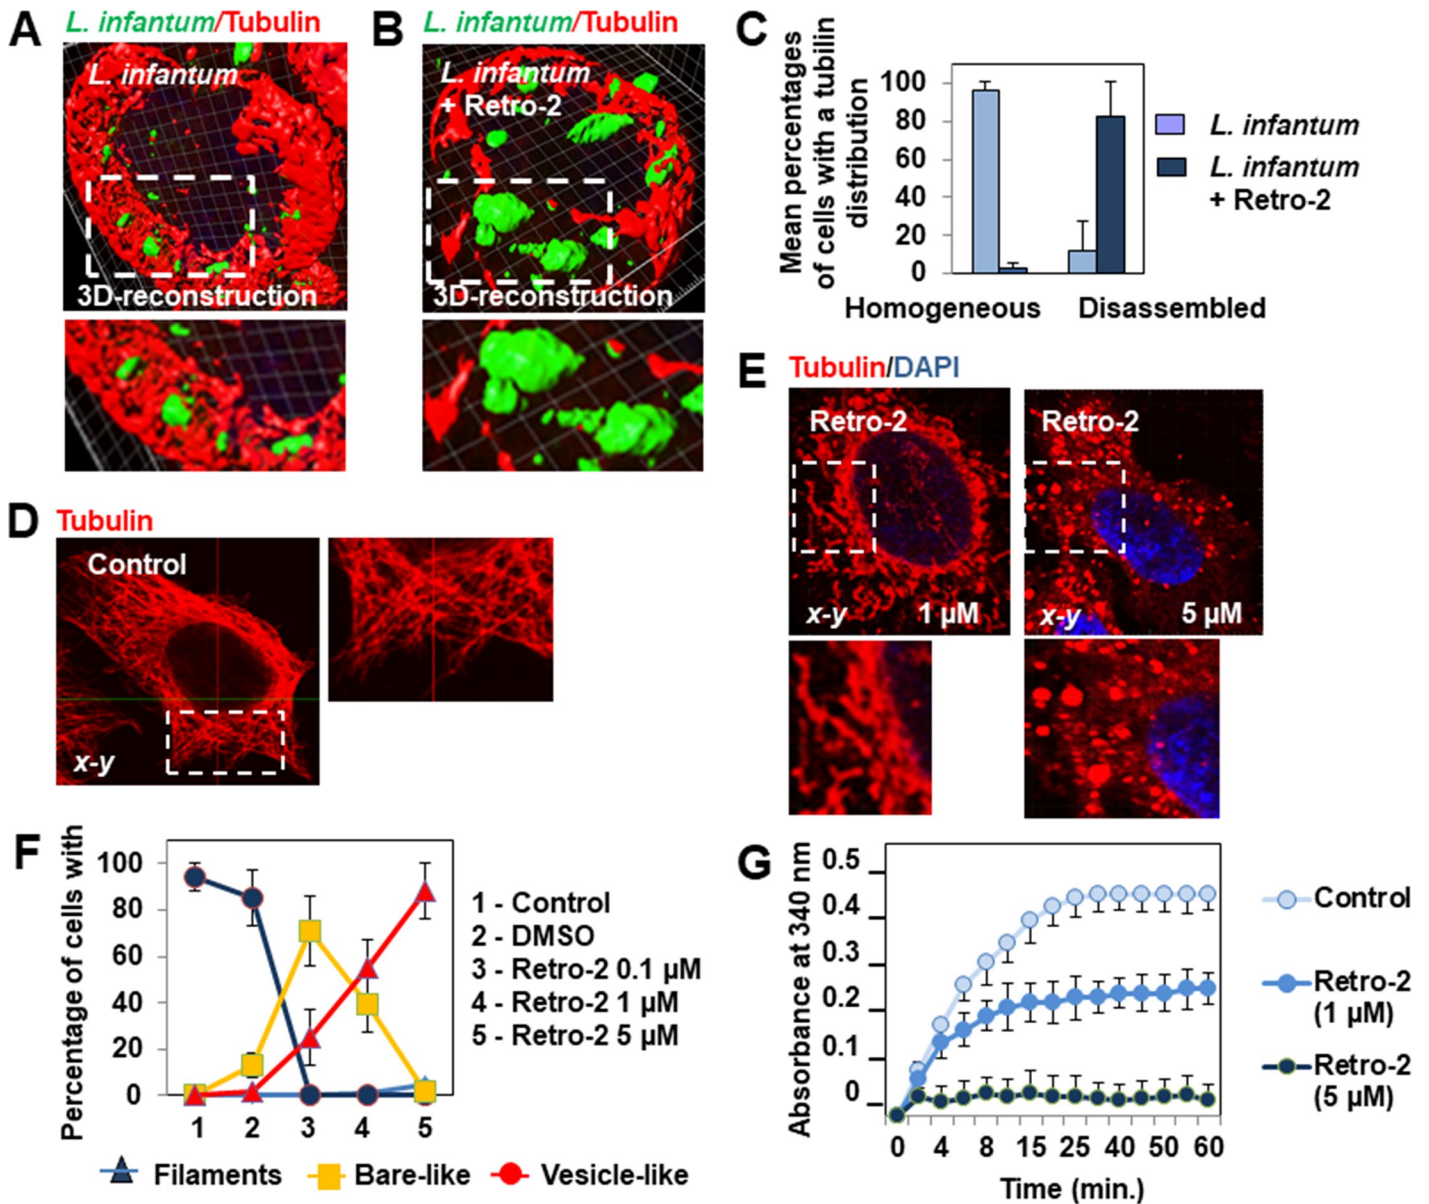 A
L. infantum/Tubulin
L. infantum
3D-reconstruction
B
L. infantum/Tubulin
L. infantum
+ Retro-2
3D-reconstruction
C
Mean percentages
of cells with a tubilin
distribution
100
80
60
40
20
0
Homogeneous
Disassembled
L. infantum
L. infantum
+ Retro-2
D
Tubulin
Control
x-y
E
Tubulin/DAPI
Retro-2
x-y
1 µM
Retro-2
x-y
5 µM
F
Percentage of cells with
100
80
60
40
20
0
1 2 3 4 5
1 - Control
2 - DMSO
3 - Retro-2 0.1 µM
4 - Retro-2 1 µM
5 - Retro-2 5 µM
Filaments
Bare-like
Vesicle-like
G
Absorbance at 340 nm
0.5
0.4
0.3
0.2
0.1
0
0 4 8 15 25 40 50 60
Time (min.)
Control
Retro-2
(1 µM)
Retro-2
(5 µM)